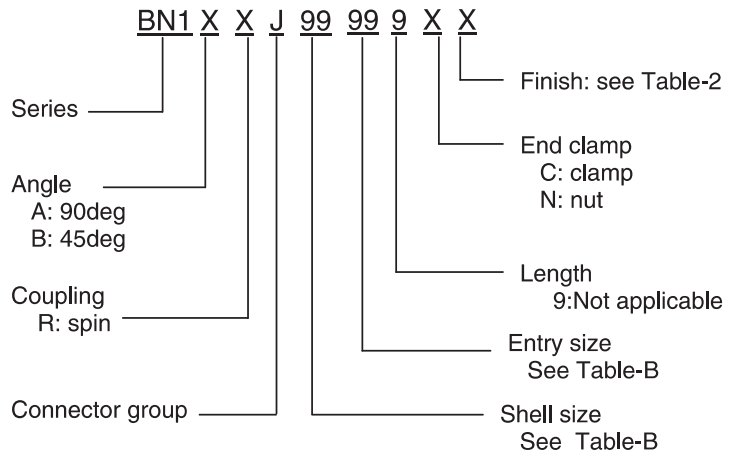 BN1 X X J 99 99 9 X X
Finish: see Table-2
Series
End clamp
C: clamp
N: nut
Angle
A: 90deg
B: 45deg
Length
9:Not applicable
Coupling
R: spin
Entry size
See Table-B
Connector group
Shell size
See Table-B